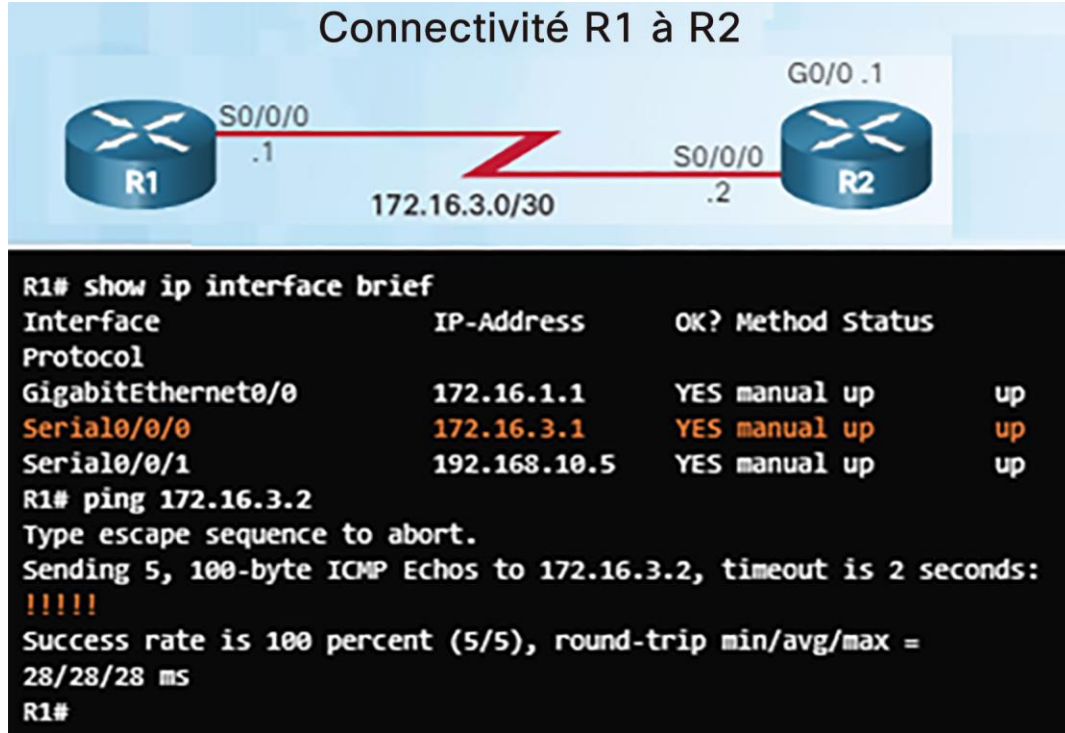 Connectivité R1 à R2
G0/0 .1
S0/0/0
.1
R1
172.16.3.0/30
S0/0/0
.2
R2
R1# show ip interface brief
Interface IP-Address OK? Method Status
Protocol
GigabitEthernet0/0 172.16.1.1 YES manual up up
Serial0/0/0 172.16.3.1 YES manual up up
Serial0/0/1 192.168.10.5 YES manual up up
R1# ping 172.16.3.2
Type escape sequence to abort.
Sending 5, 100-byte ICMP Echos to 172.16.3.2, timeout is 2 seconds:
!!!!!
Success rate is 100 percent (5/5), round-trip min/avg/max =
28/28/28 ms
R1#